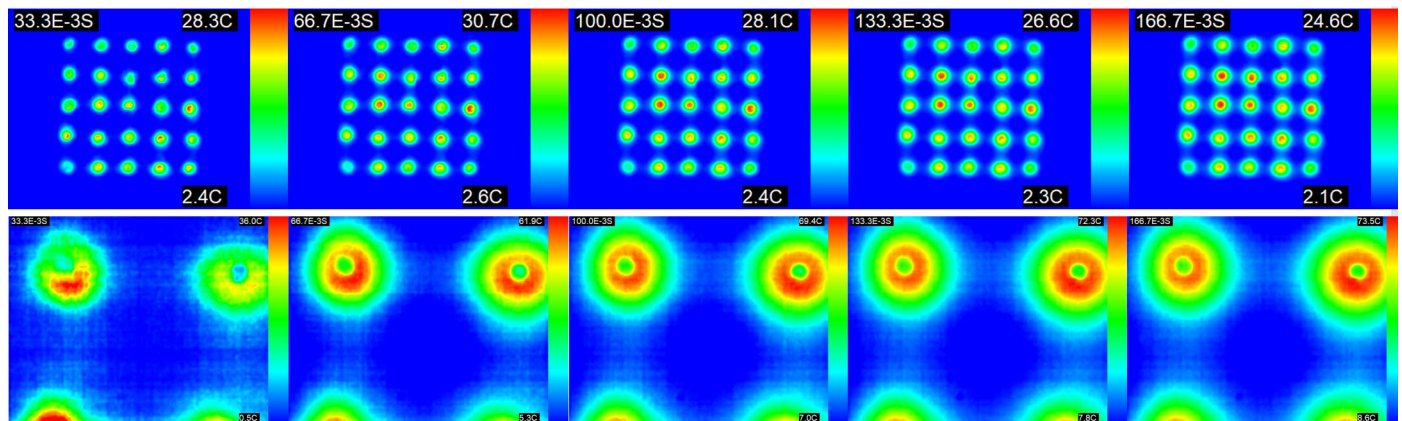 33.3E-3S 28.3C 66.7E-3S 30.7C 100.0E-3S 28.1C 133.3E-3S 26.6C 166.7E-3S 24.6C
2.4C 2.6C 2.4C 2.3C 2.1C
33.3E-3S 36.0C 66.7E-3S 61.9C 100.0E-3S 69.4C 133.3E-3S 72.3C 166.7E-3S 73.5C
0.5C 5.3C 7.0C 7.8C 8.6C